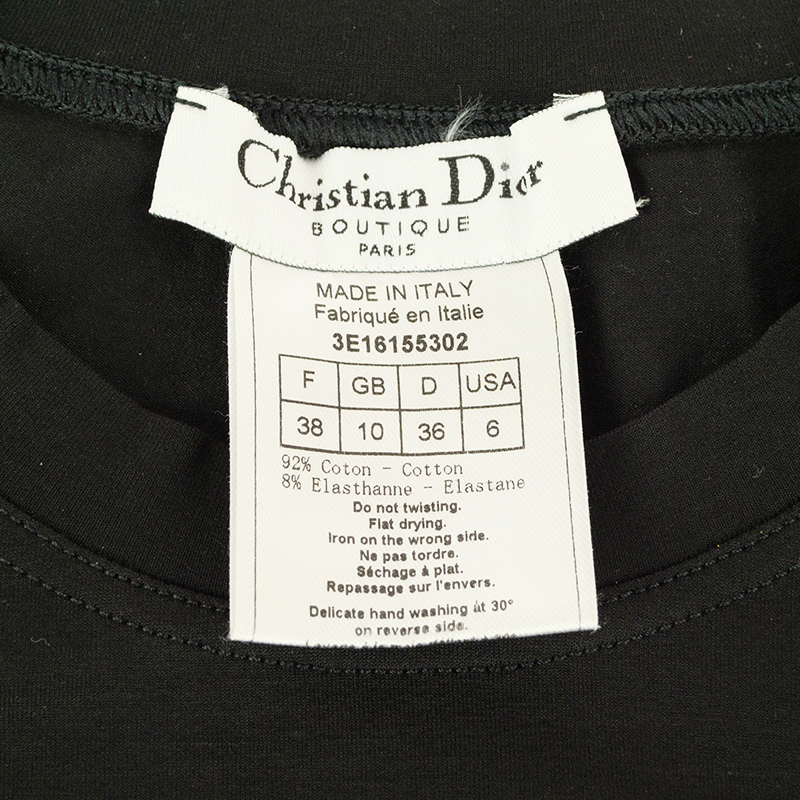 Christian Dior
BOUTIQUE
PARIS
MADE IN ITALY
Fabriqué en Italie
3E16155302
F GB D USA
38 10 36 6
92% Coton - Cotton
8% Elasthanne - Elastane
Do not twisting.
Flat drying.
Iron on the wrong side.
Ne pas tordre.
Séchage à plat.
Repassage sur l'envers.
Delicate hand washing at 30°
on reverse side.